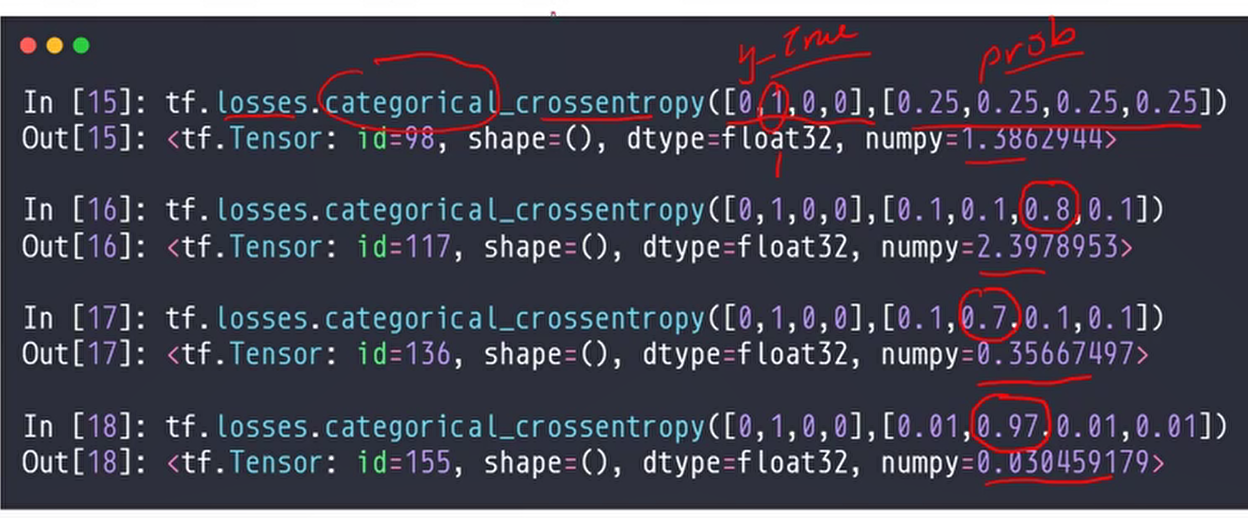 y_true prob
In [15]: tf.losses.categorical_crossentropy([0,1,0,0],[0.25,0.25,0.25,0.25])
Out[15]: <tf.Tensor: id=98, shape=(), dtype=float32, numpy=1.3862944>
1
In [16]: tf.losses.categorical_crossentropy([0,1,0,0],[0.1,0.1,0.8,0.1])
Out[16]: <tf.Tensor: id=117, shape=(), dtype=float32, numpy=2.3978953>
In [17]: tf.losses.categorical_crossentropy([0,1,0,0],[0.1,0.7,0.1,0.1])
Out[17]: <tf.Tensor: id=136, shape=(), dtype=float32, numpy=0.35667497>
In [18]: tf.losses.categorical_crossentropy([0,1,0,0],[0.01,0.97,0.01,0.01])
Out[18]: <tf.Tensor: id=155, shape=(), dtype=float32, numpy=0.030459179>